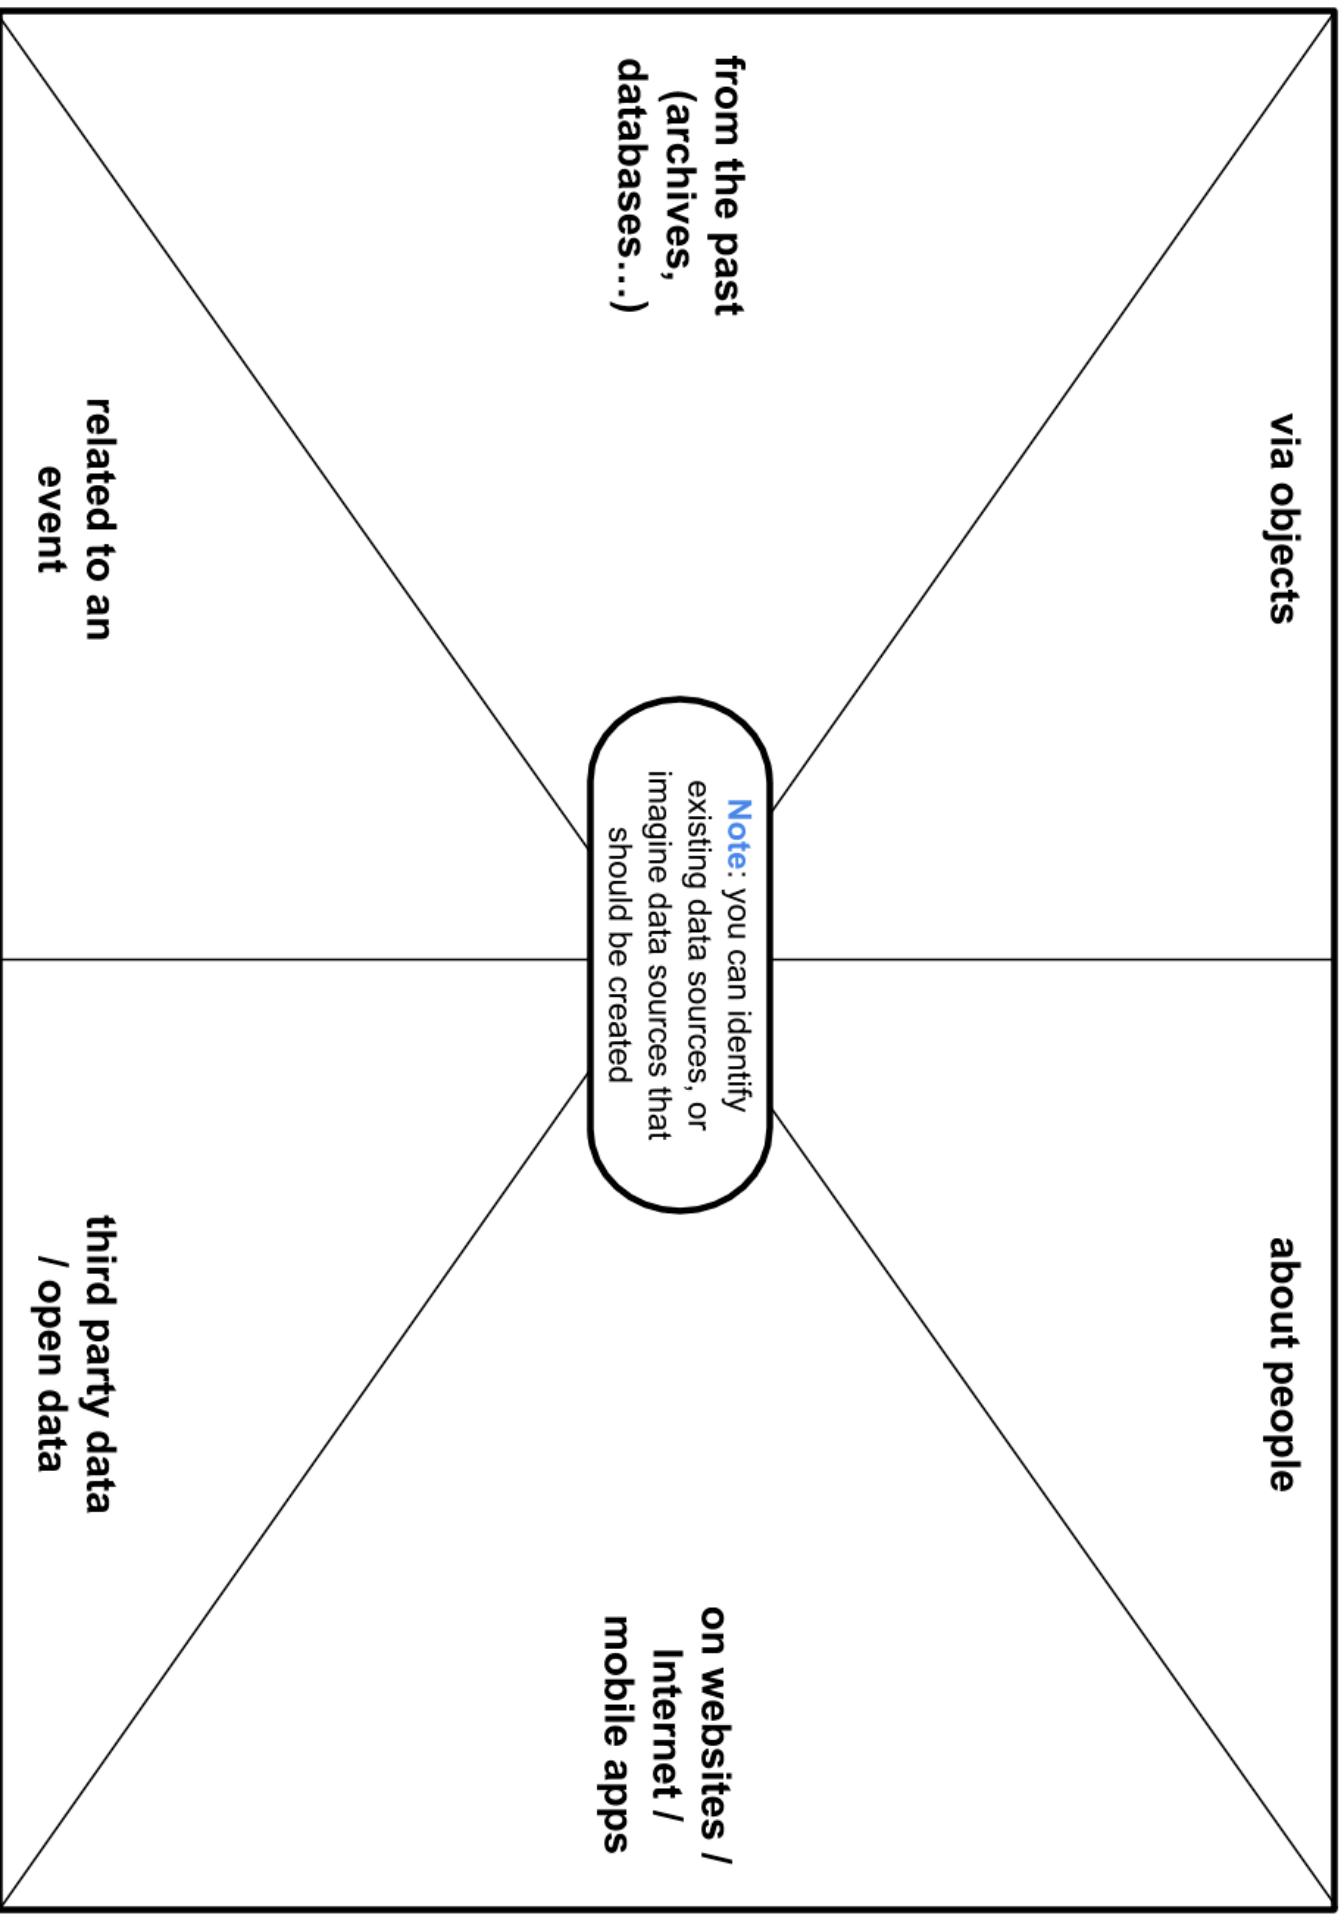 via objects
about people
from the past
(archives,
databases...)
Note: you can identify
existing data sources, or
imagine data sources that
should be created
on websites /
Internet /
mobile apps
related to an
event
third party data
/ open data